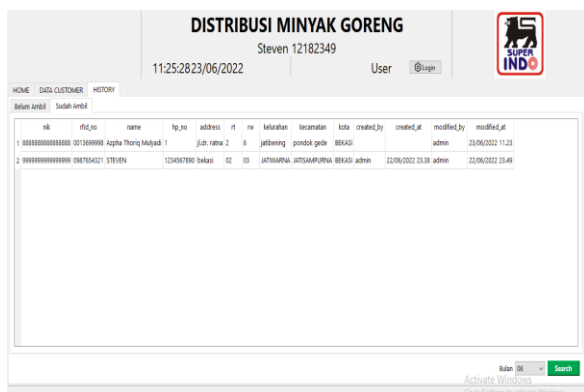 DISTRIBUSI MINYAK GORENG
Steven 12182349
11:25:28 23/06/2022 User Login
SUPER INDO
HOME DATA CUSTOMER HISTORY
Belum Ambil Sudah Ambil
nik rfid_no name hp_no address rt rw kelurahan kecamatan kota created_by created_at modified_by modified_at
1 8888888888888888 0013699998 Azpha Thoriq Mulyadi 1 jl.dr. ratna 2 6 jatibening pondok gede BEKASI admin 23/06/2022 11.23
2 9999999999999999 0987654321 STEVEN 1234567890 bekasi 02 03 JATIWARNA JATISAMPURNA BEKASI admin 22/06/2022 23.38 admin 22/06/2022 23.49
Bulan 06 Search
Activate Windows